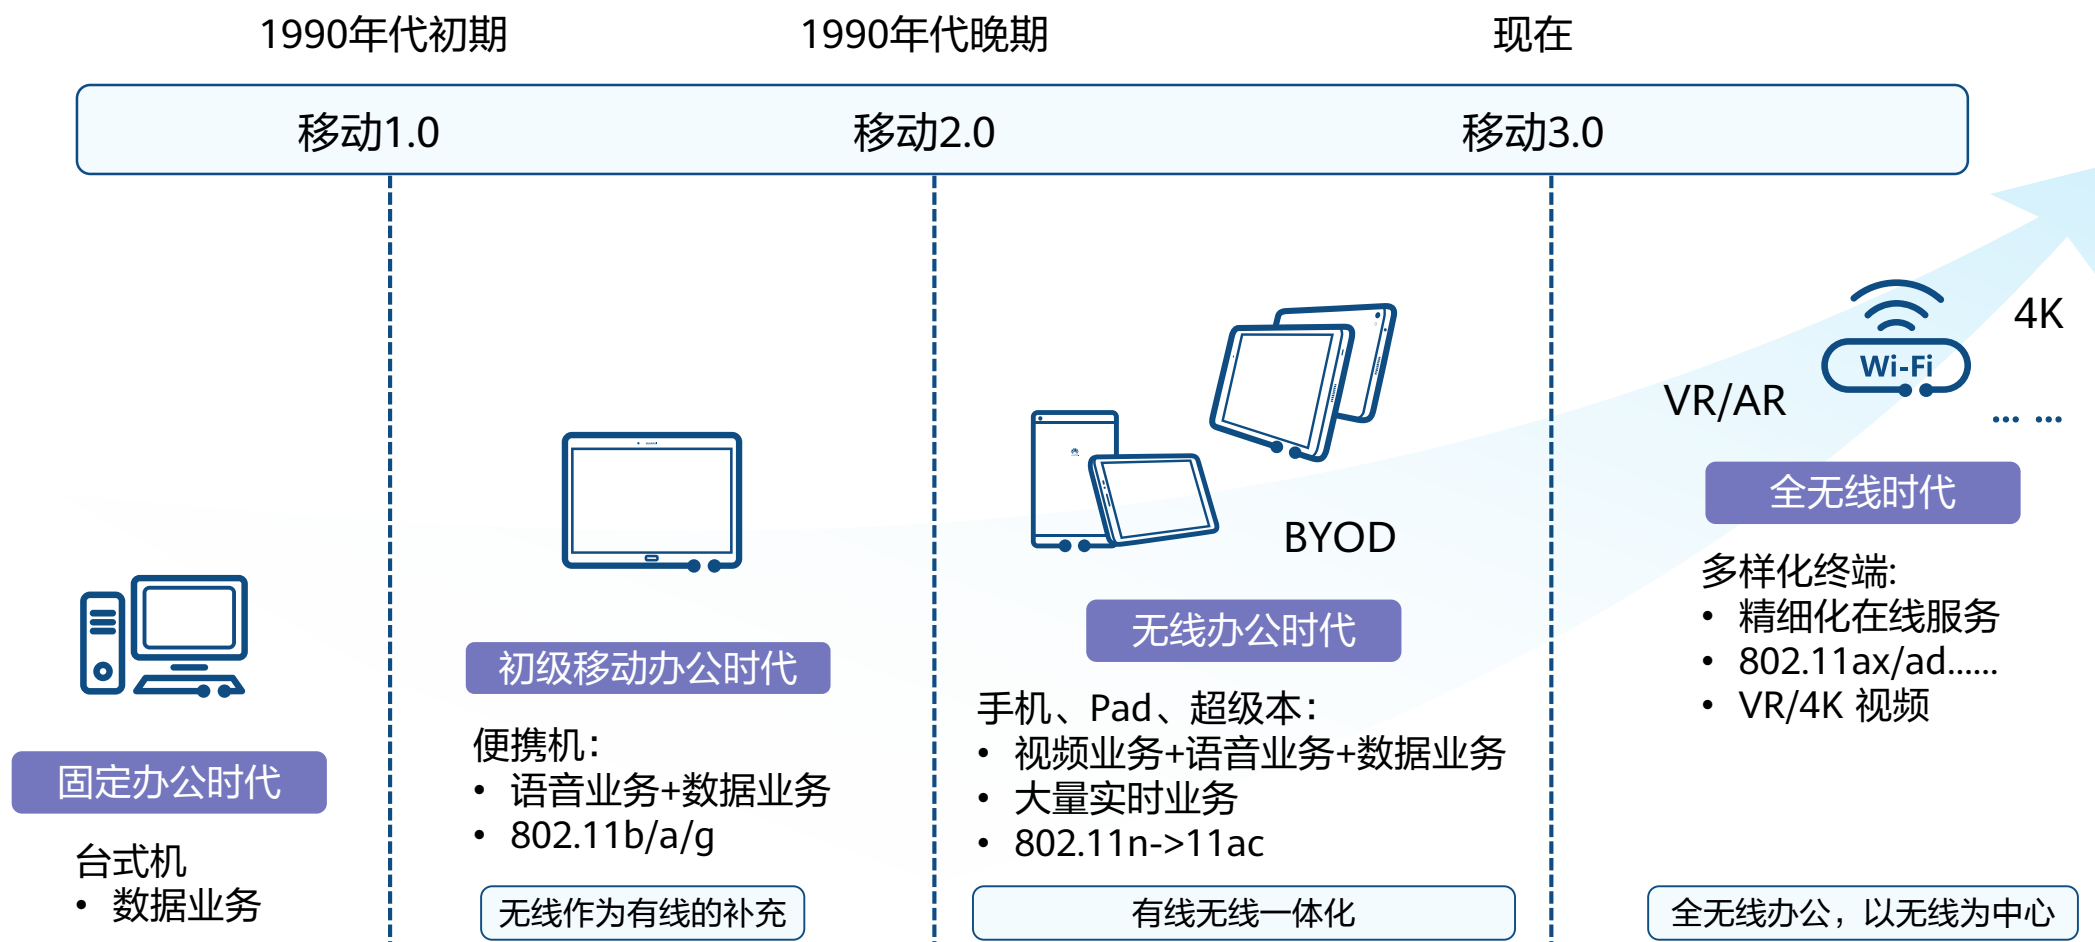 1990年代初期
1990年代晚期
现在
移动1.0
移动2.0
移动3.0
固定办公时代
台式机
• 数据业务
初级移动办公时代
便携机：
• 语音业务+数据业务
• 802.11b/a/g
无线作为有线的补充
BYOD
无线办公时代
手机、Pad、超级本：
• 视频业务+语音业务+数据业务
• 大量实时业务
• 802.11n->11ac
有线无线一体化
4K
Wi-Fi
VR/AR
... ...
全无线时代
多样化终端:
• 精细化在线服务
• 802.11ax/ad......
• VR/4K 视频
全无线办公，以无线为中心